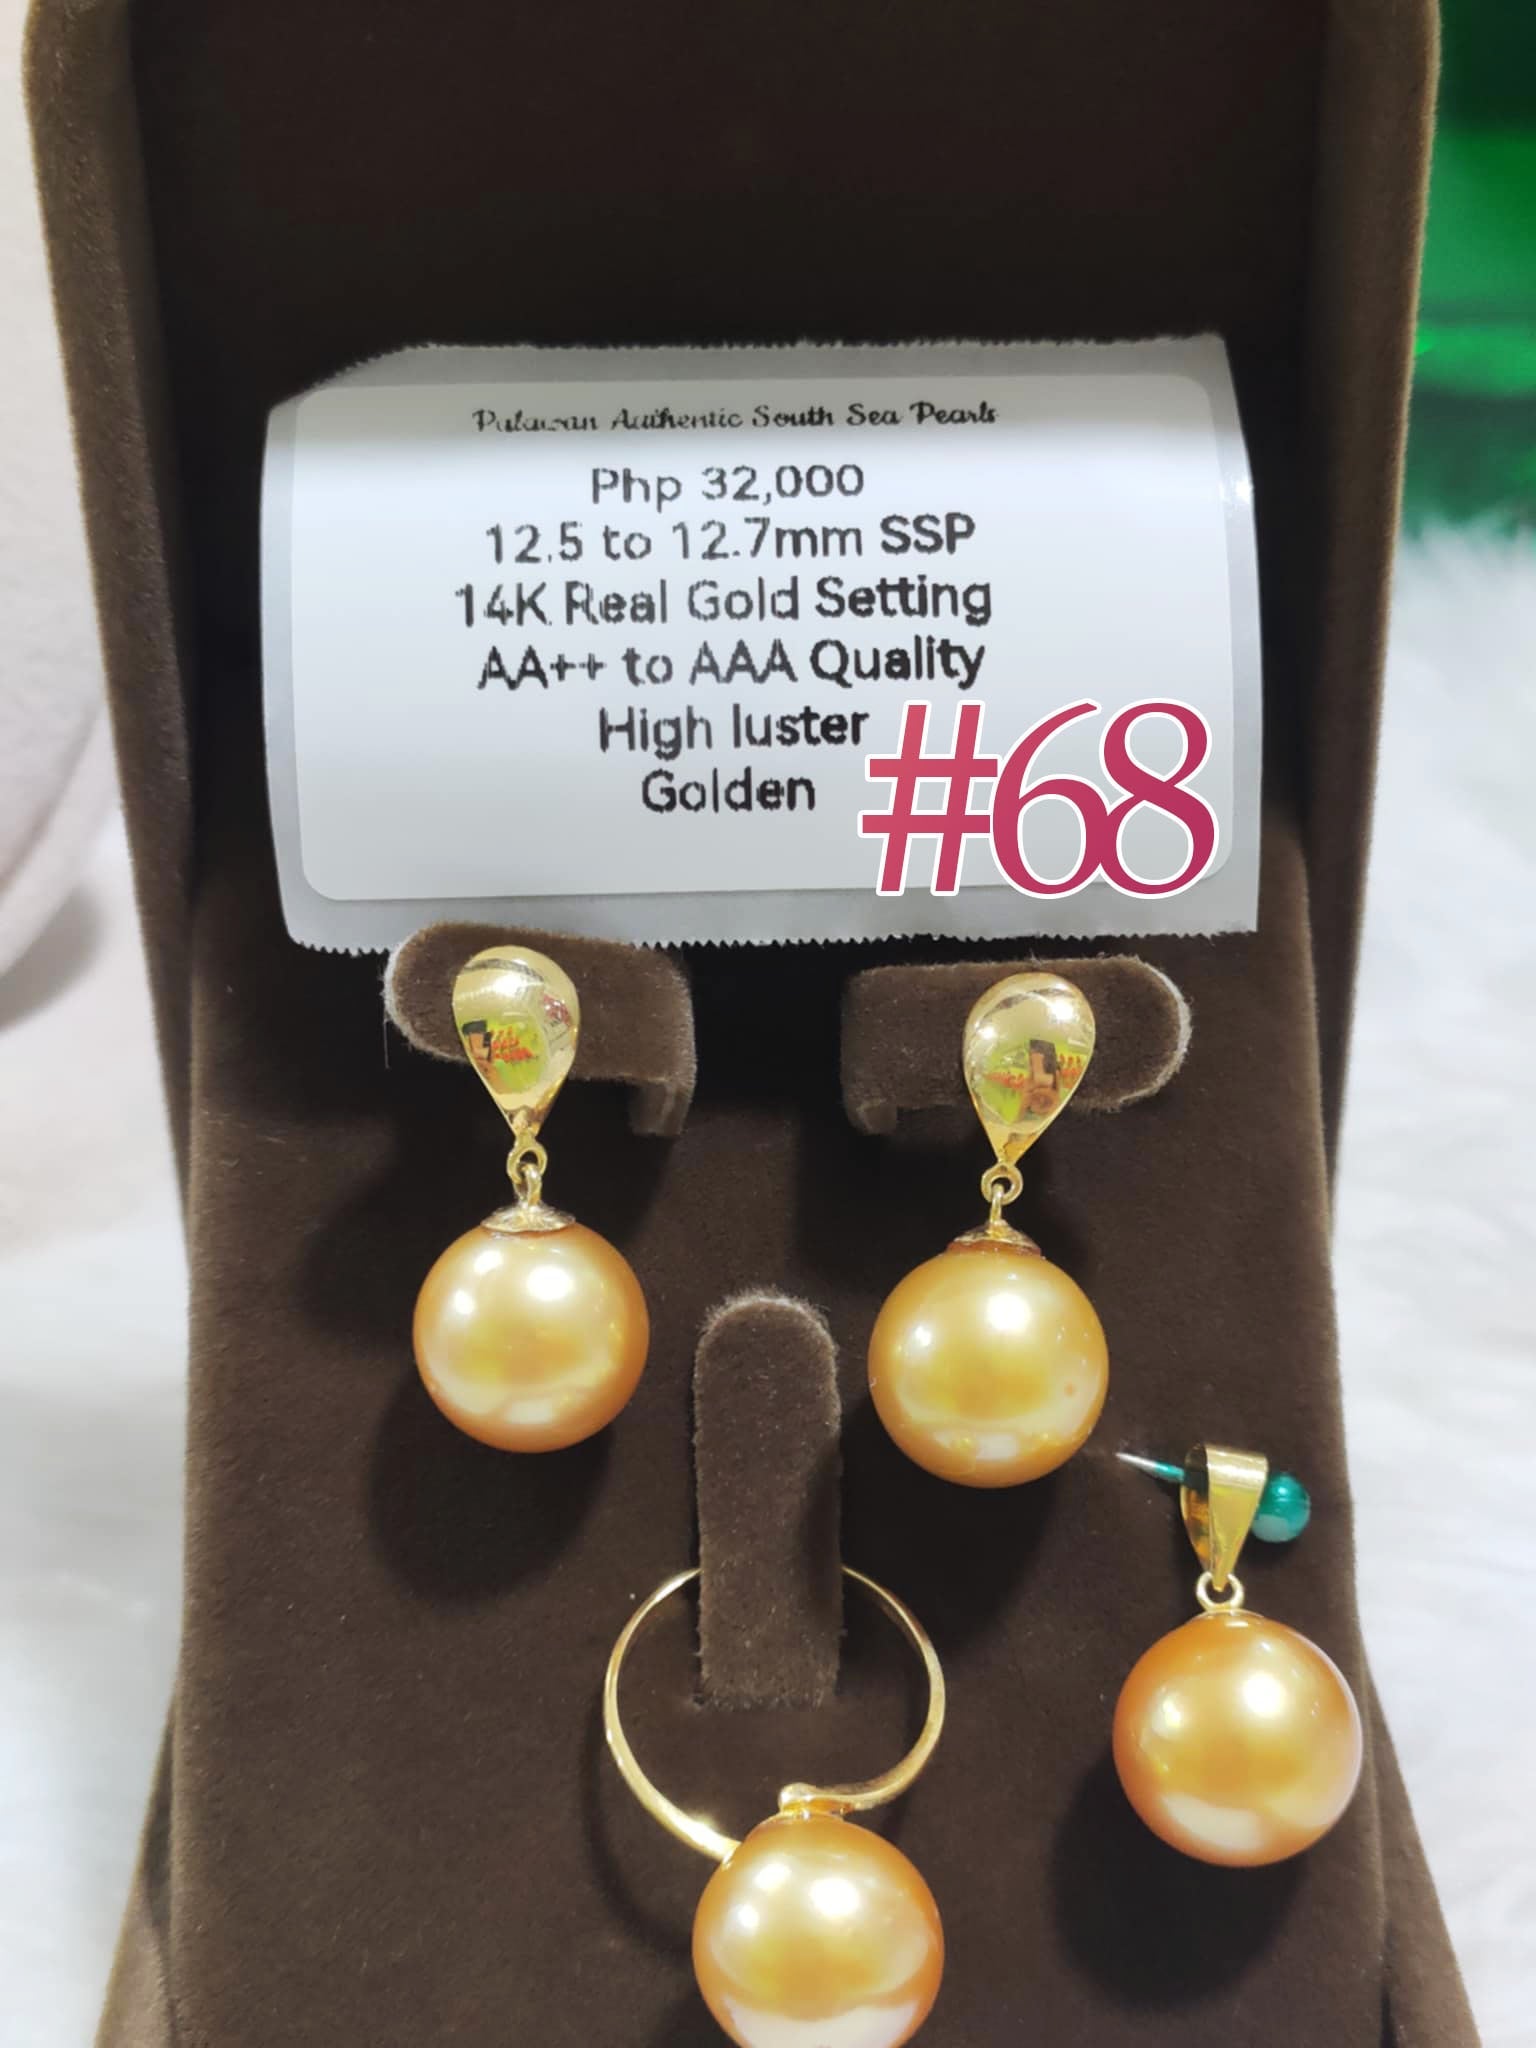 Palawan Authentic South Sea Pearls
Php 32,000
12.5 to 12.7mm SSP
14K Real Gold Setting
AA++ to AAA Quality
High luster
Golden
#68